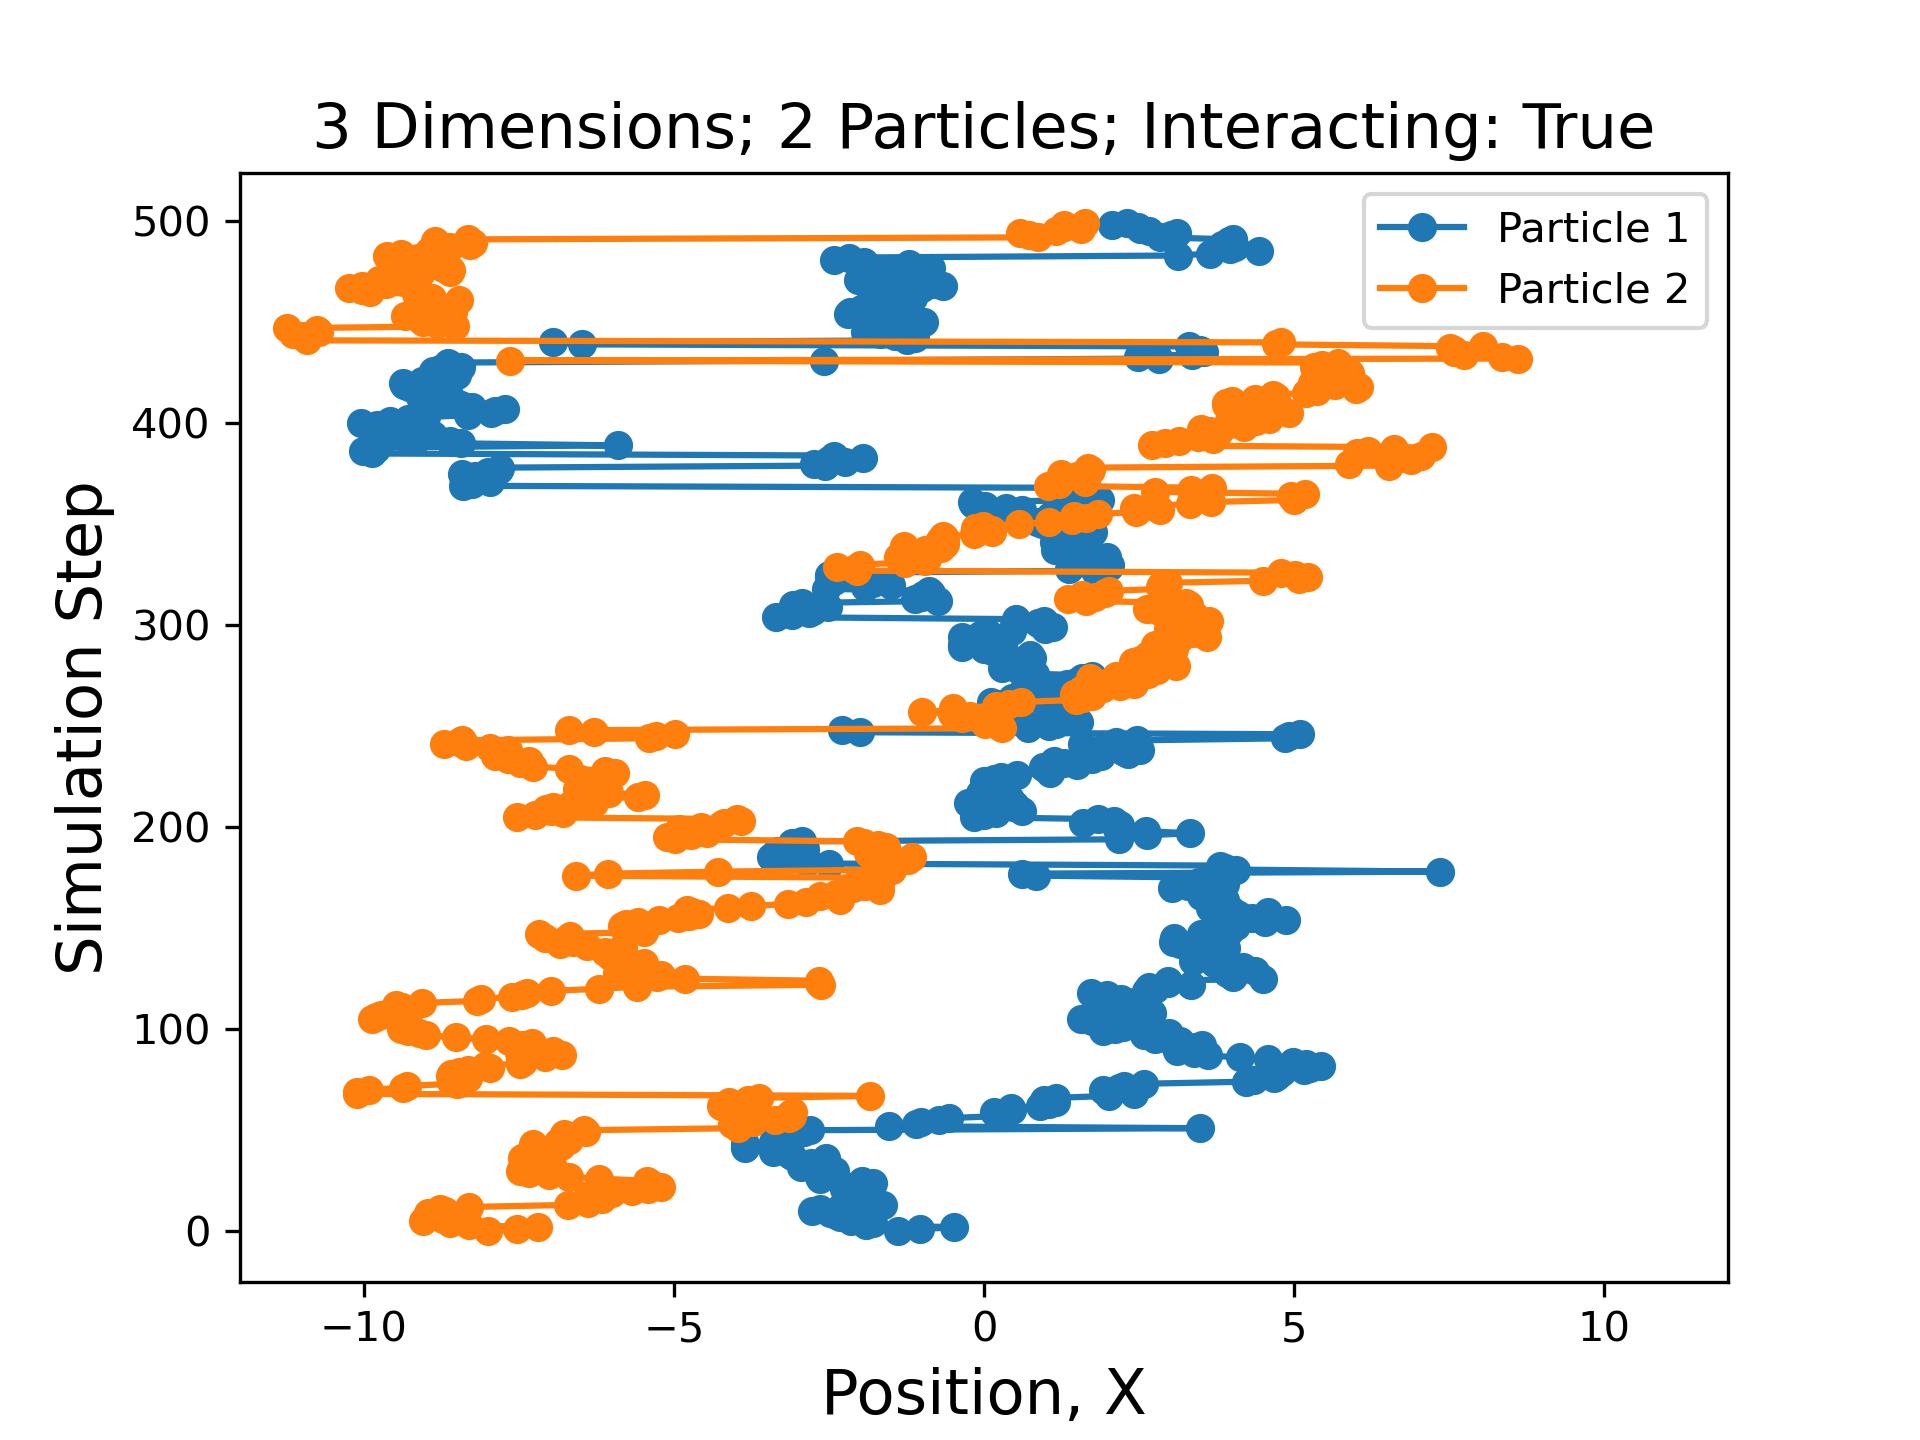 3 Dimensions; 2 Particles; Interacting: True
Particle 1
Particle 2
Simulation Step
500
400
300
200
100
0
−10
−5
0
5
10
Position, X